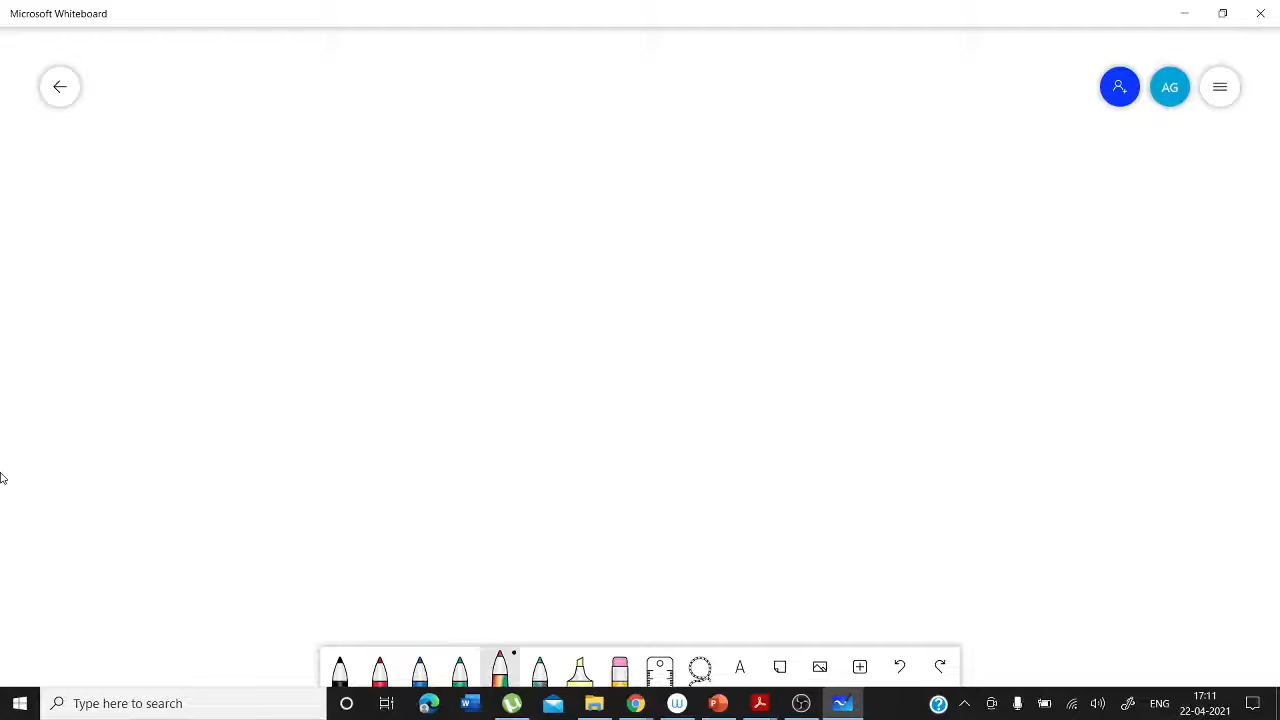 Microsoft Whiteboard
AG
A
Type here to search
W
P
ENG
17:11
22-04-2021